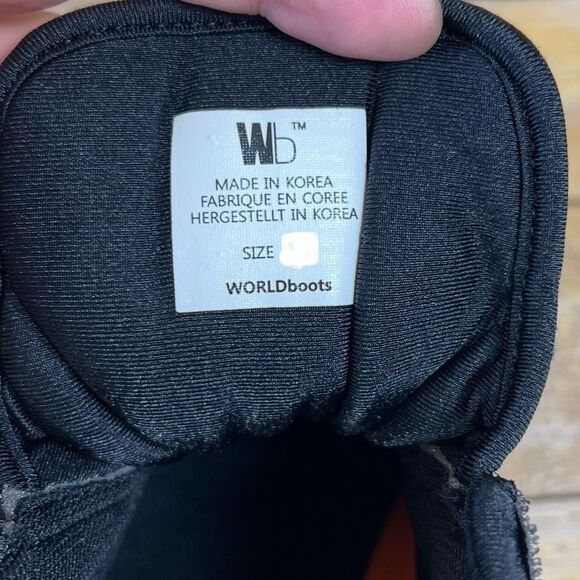 Wb™
MADE IN KOREA
FABRIQUE EN COREE
HERGESTELLT IN KOREA
SIZE
WORLDboots